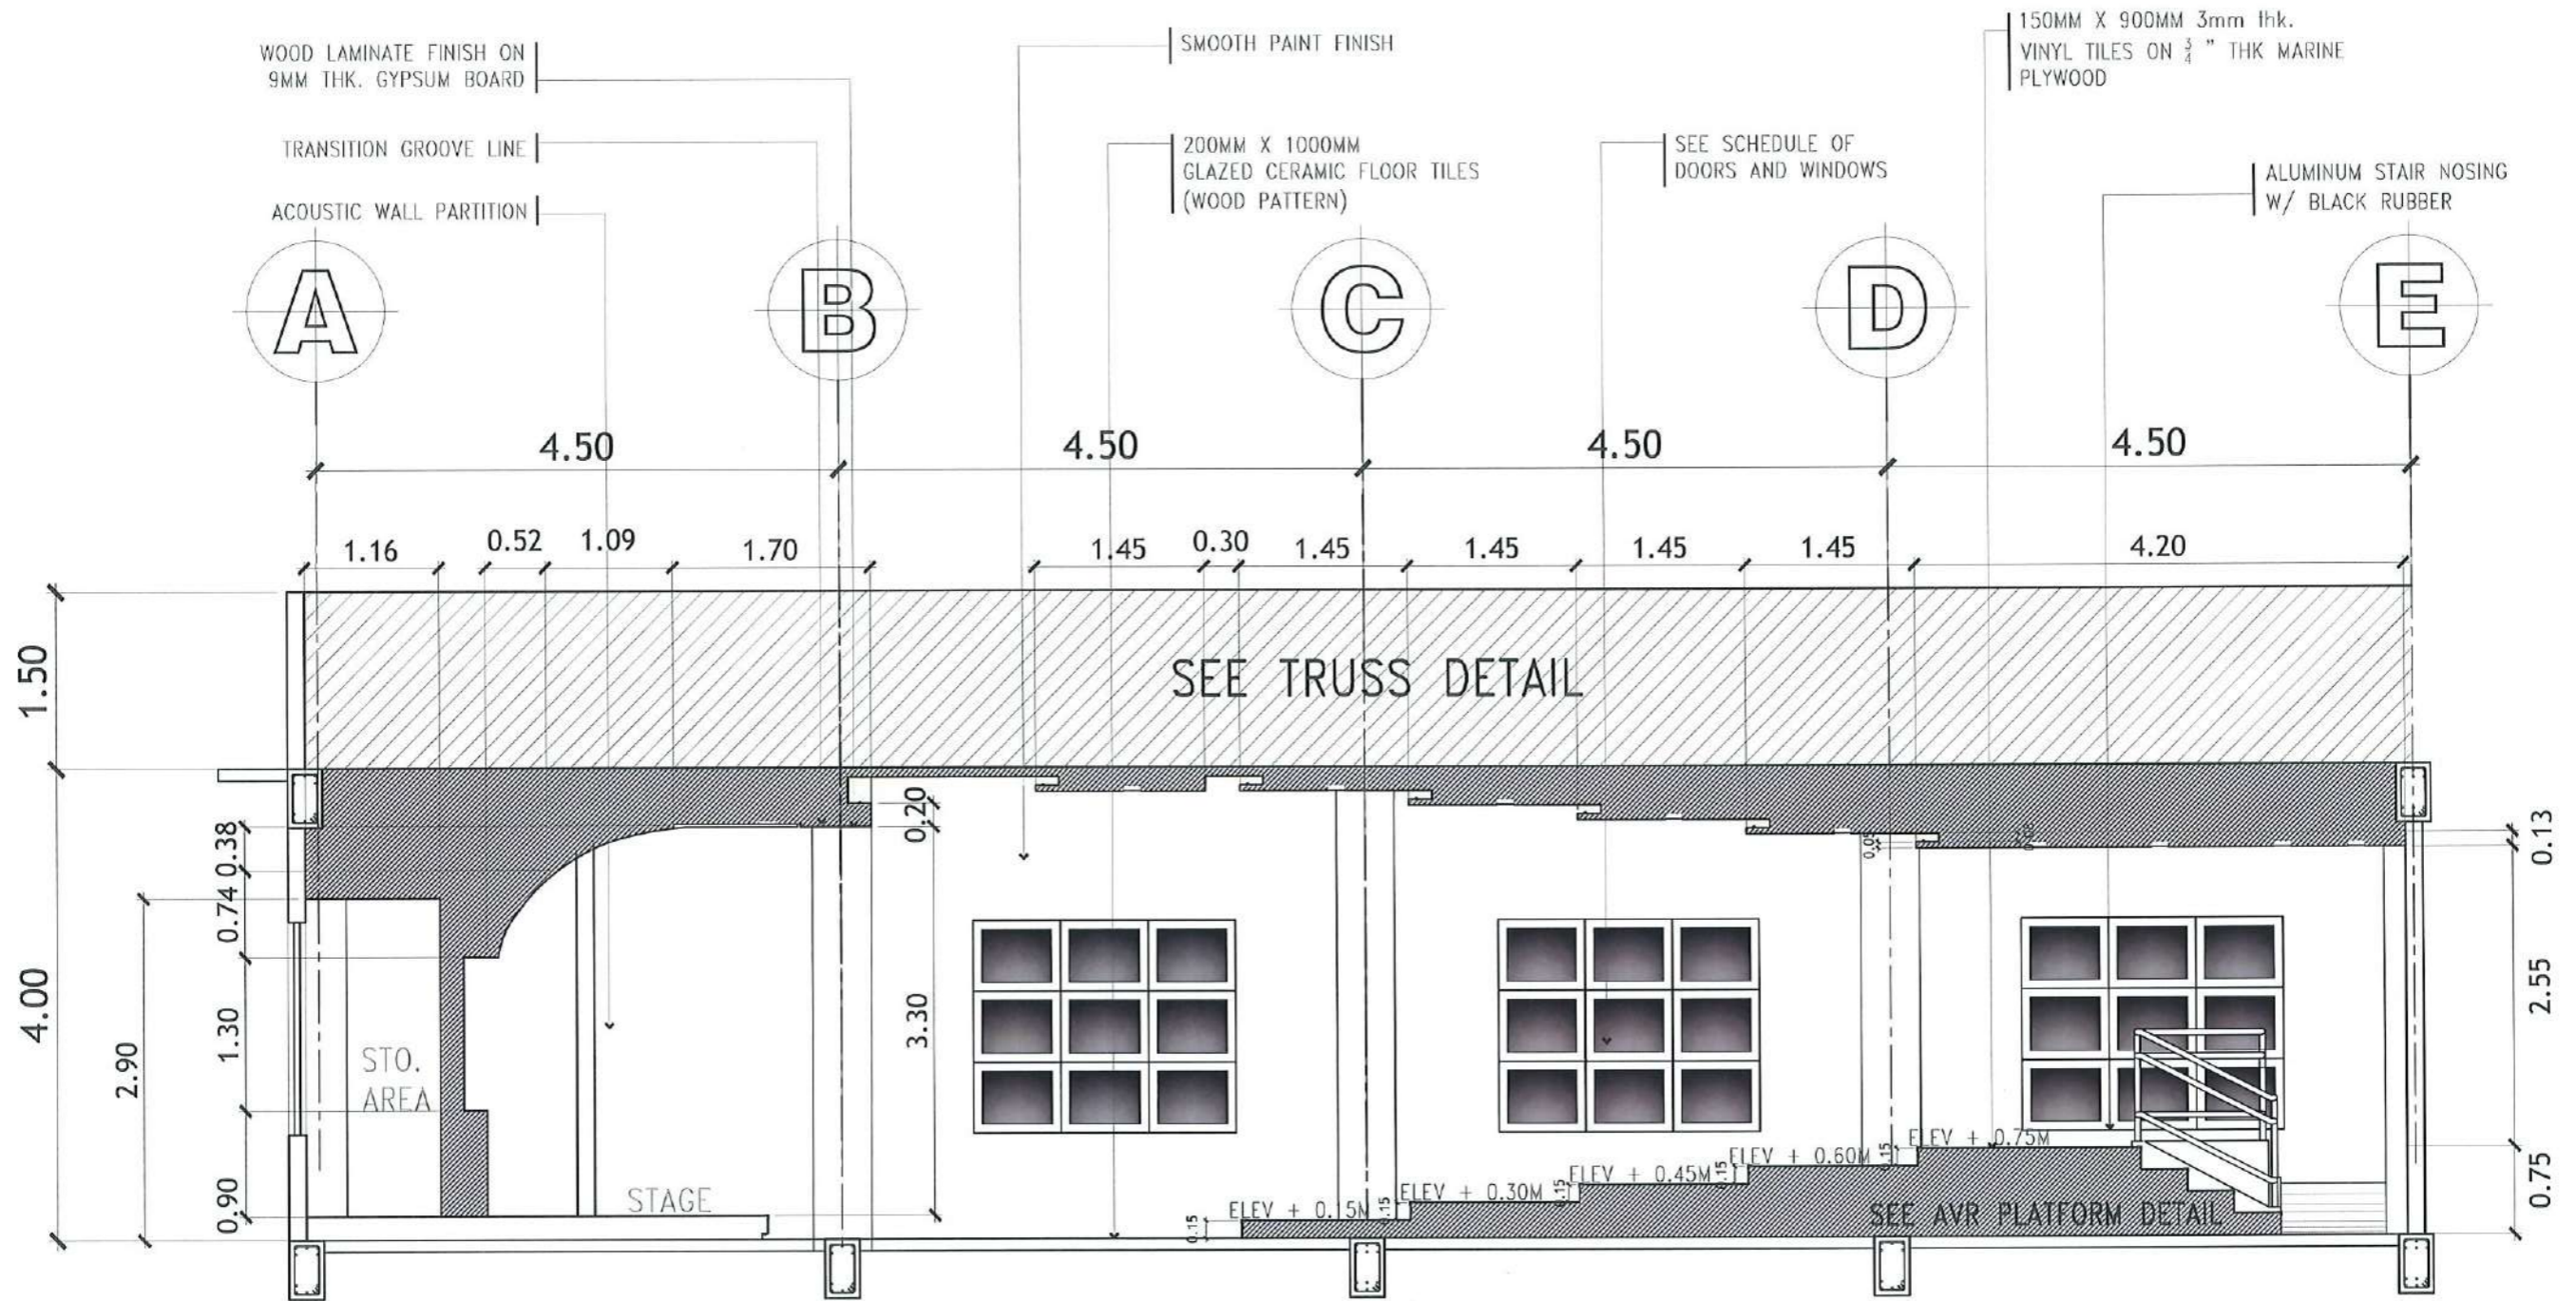 WOOD LAMINATE FINISH ON
9MM THK. GYPSUM BOARD
TRANSITION GROOVE LINE
ACOUSTIC WALL PARTITION
SMOOTH PAINT FINISH
200MM X 1000MM
GLAZED CERAMIC FLOOR TILES
(WOOD PATTERN)
SEE SCHEDULE OF
DOORS AND WINDOWS
150MM X 900MM 3mm thk.
VINYL TILES ON 3/4 " THK MARINE
PLYWOOD
ALUMINUM STAIR NOSING
W/ BLACK RUBBER
A
B
C
D
E
4.50
4.50
4.50
4.50
1.16
0.52
1.09
1.70
1.45
0.30
1.45
1.45
1.45
1.45
4.20
1.50
SEE TRUSS DETAIL
4.00
2.90
0.38
0.74
1.30
0.90
0.20
3.30
0.05
0.13
2.55
0.75
STO.
AREA
STAGE
0.15
ELEV + 0.15M
0.15
ELEV + 0.30M
0.15
ELEV + 0.45M
0.15
ELEV + 0.60M
0.15
ELEV + 0.75M
SEE AVR PLATFORM DETAIL